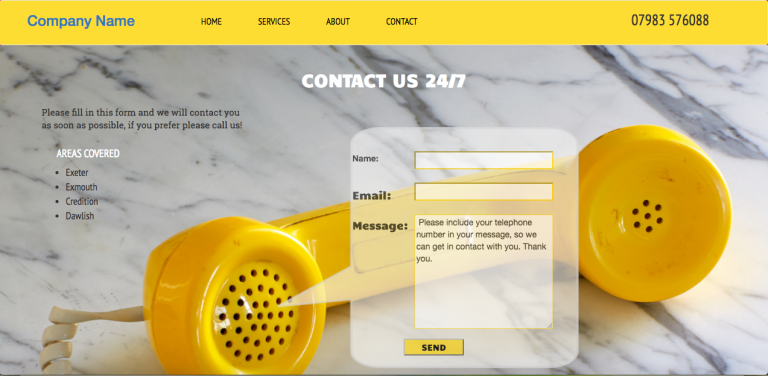 Company Name
HOME
SERVICES
ABOUT
CONTACT
07983 576088
CONTACT US 24/7
Please fill in this form and we will contact you
as soon as possible, if you prefer please call us!
AREAS COVERED
Exeter
Exmouth
Credition
Dawlish
Name:
Email:
Message:
Please include your telephone
number in your message, so we
can get in contact with you. Thank
you.
SEND